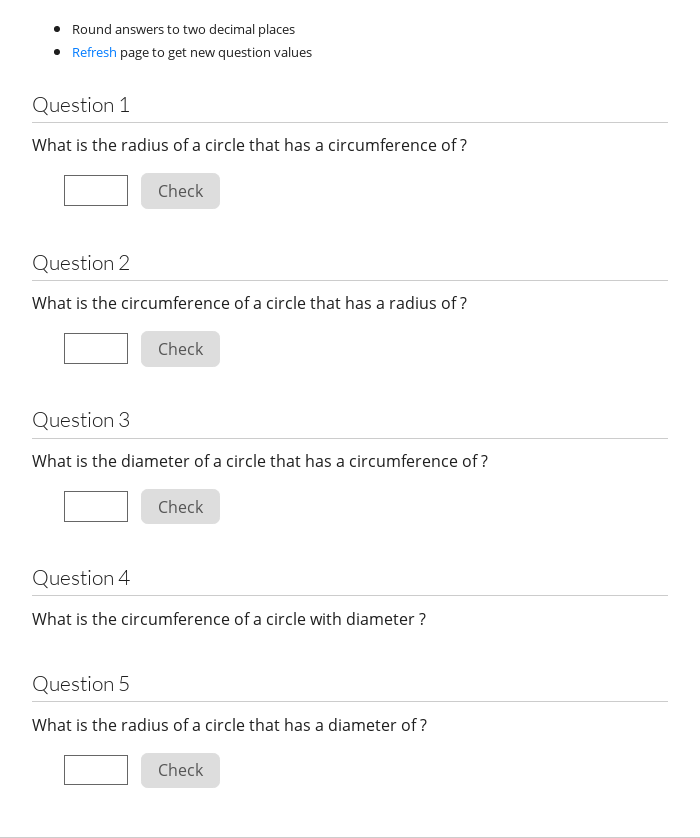 Round answers to two decimal places
Refresh page to get new question values
Question 1
What is the radius of a circle that has a circumference of ?
Check
Question 2
What is the circumference of a circle that has a radius of ?
Check
Question 3
What is the diameter of a circle that has a circumference of ?
Check
Question 4
What is the circumference of a circle with diameter ?
Question 5
What is the radius of a circle that has a diameter of ?
Check